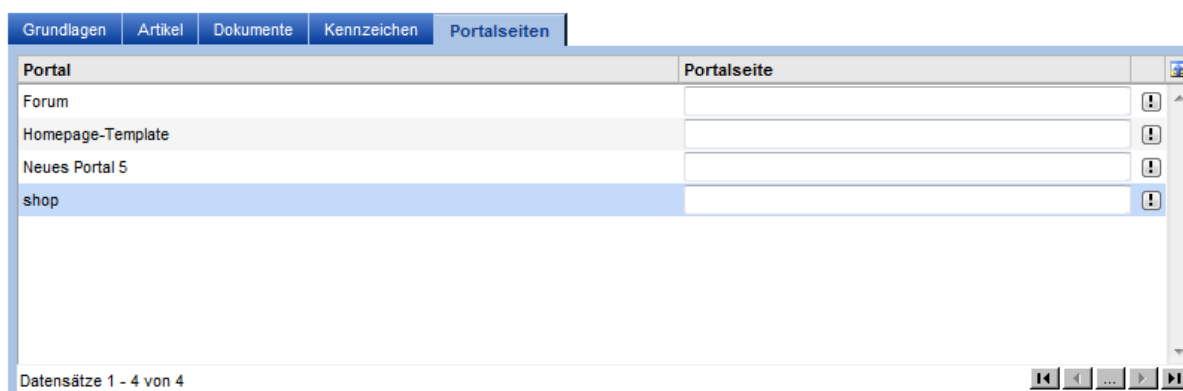 Grundlagen Artikel Dokumente Kennzeichen Portalseiten
Portal Portalseite
Forum !
Homepage-Template !
Neues Portal 5 !
shop !
Datensätze 1 - 4 von 4 ...